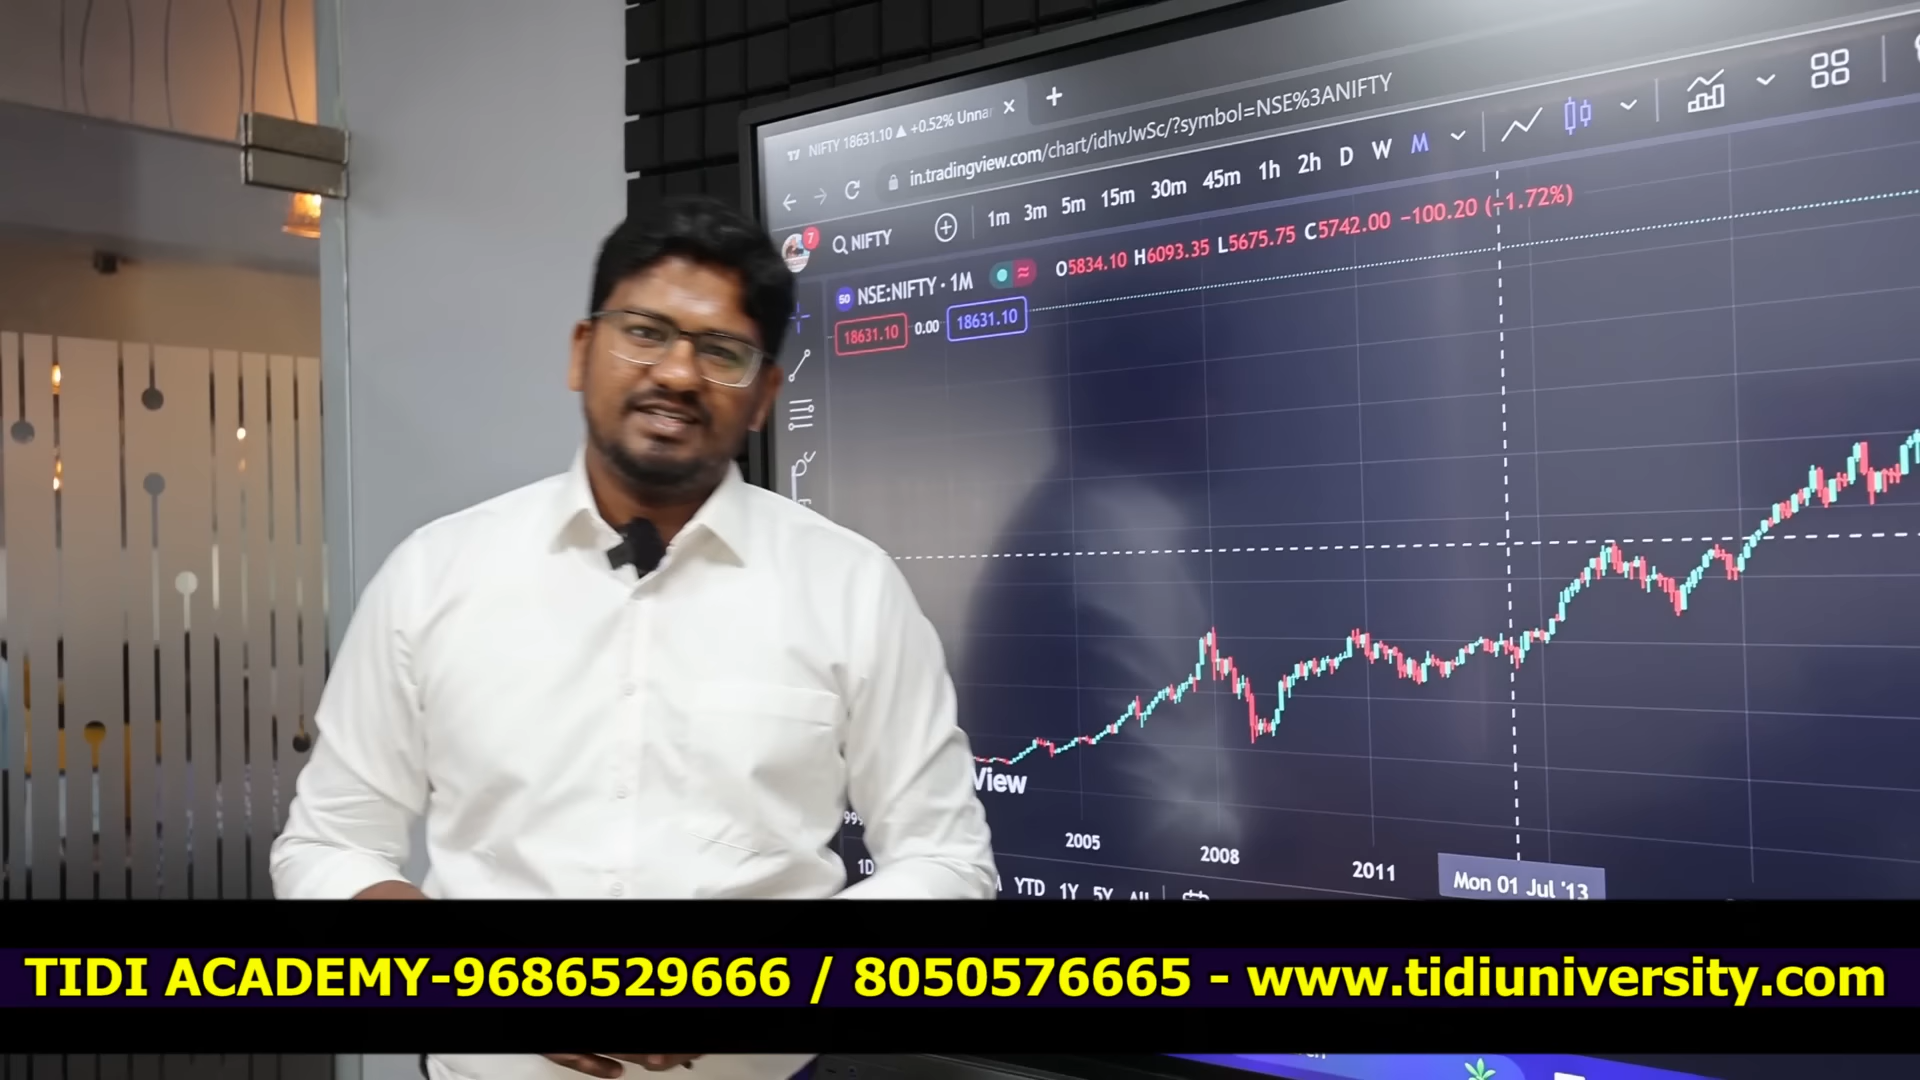 NIFTY 18631.10 ▲ +0.52% Unna
in.tradingview.com/chart/idhvJwSc/?symbol=NSE%3ANIFTY
7 NIFTY 1m 3m 5m 15m 30m 45m 1h 2h D W M
50 NSE:NIFTY · 1M O5834.10 H6093.35 L5675.75 C5742.00 −100.20 (−1.72%)
18631.10 0.00 18631.10
View
2005 2008 2011 Mon 01 Jul '13
1D YTD 1Y 5Y All
TIDI ACADEMY-9686529666 / 8050576665 - www.tidiuniversity.com